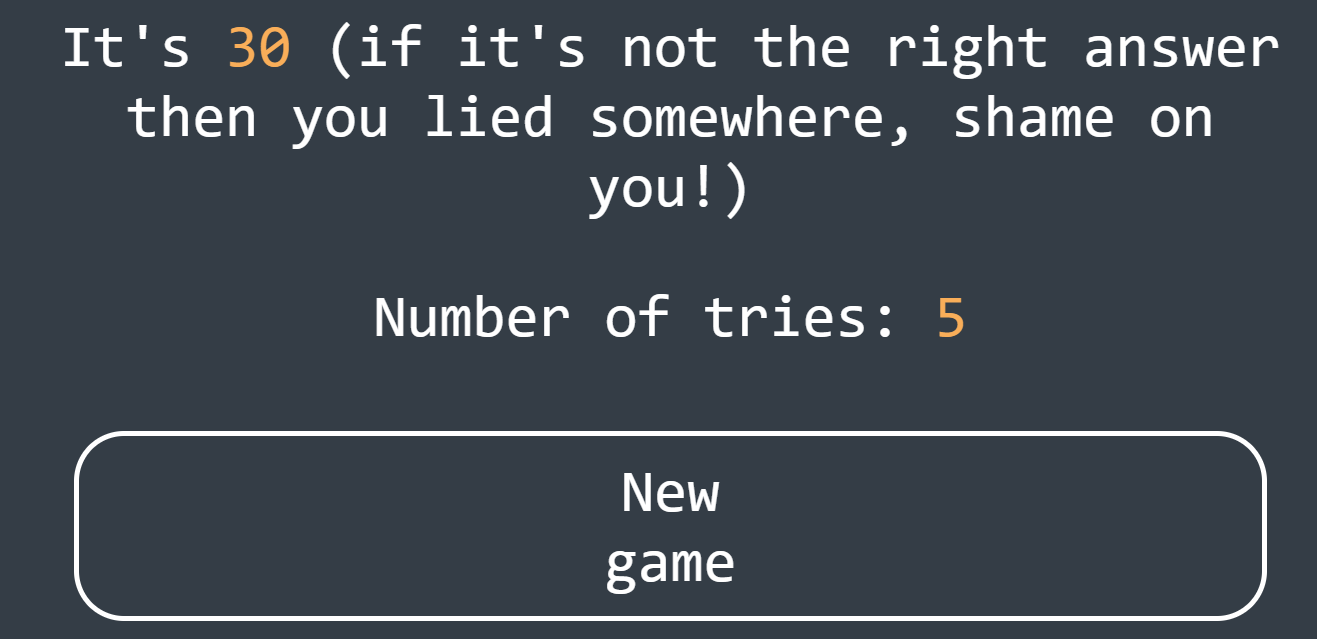 It's 30 (if it's not the right answer
then you lied somewhere, shame on
you!)
Number of tries: 5
New
game